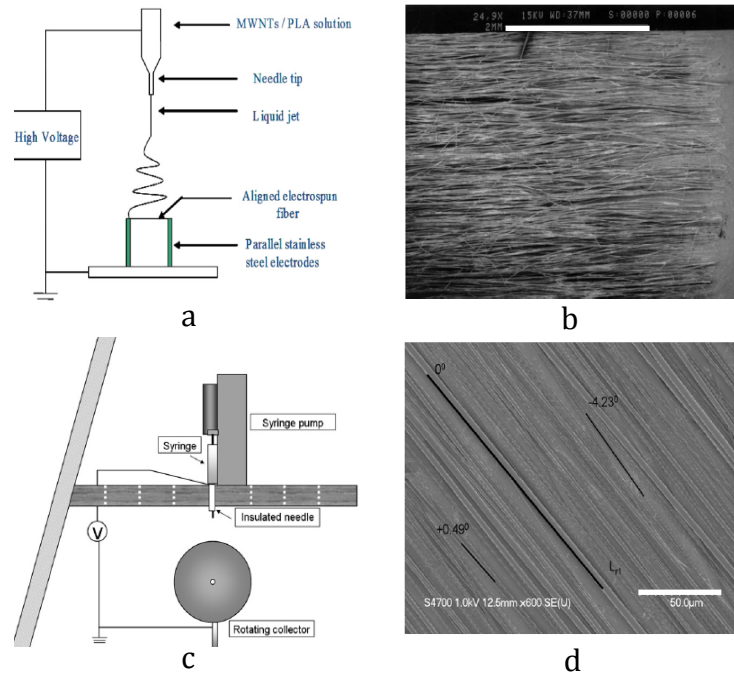 MWNTs / PLA solution
Needle tip
High Voltage
Liquid jet
Aligned electrospun
fiber
Parallel stainless
steel electrodes
a
24,9X 15KV WD:37MM S:00000 P:00006
2MM
b
Syringe pump
Syringe
Insulated needle
V
Rotating collector
c
0⁰
-4.23⁰
+0.49⁰
Lr1
S4700 1.0kV 12.5mm x600 SE(U)
50.0µm
d